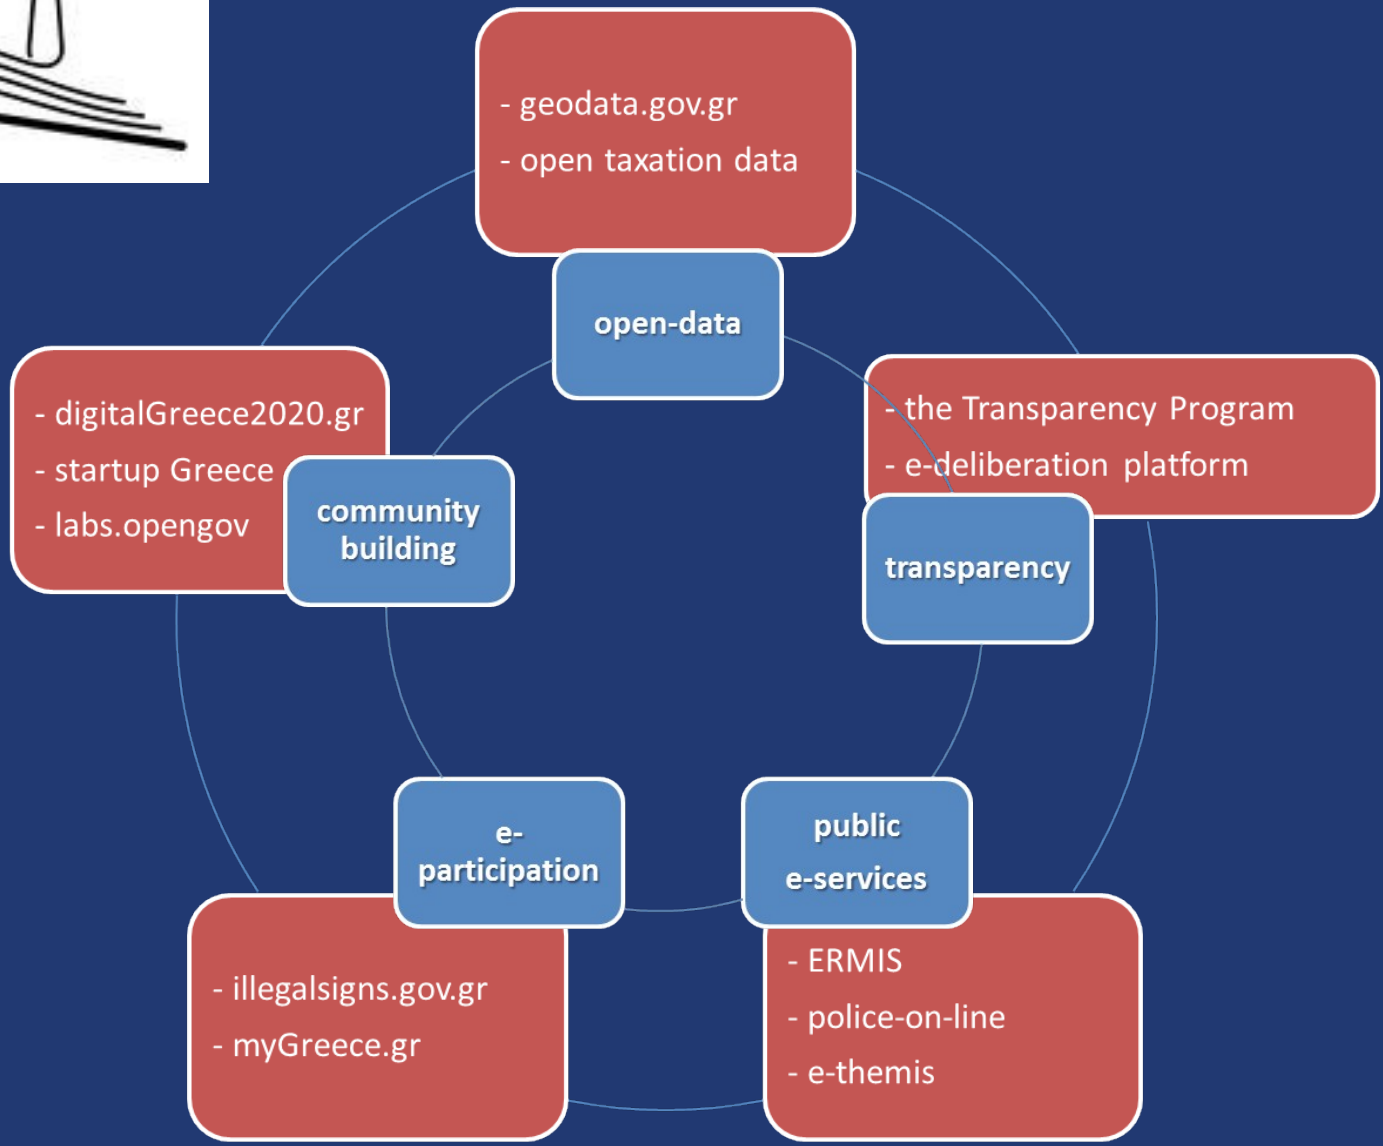 - geodata.gov.gr
- open taxation data
open-data
- the Transparency Program
- e-deliberation platform
transparency
public
e-services
- ERMIS
- police-on-line
- e-themis
e-
participation
- illegalsigns.gov.gr
- myGreece.gr
community
building
- digitalGreece2020.gr
- startup Greece
- labs.opengov